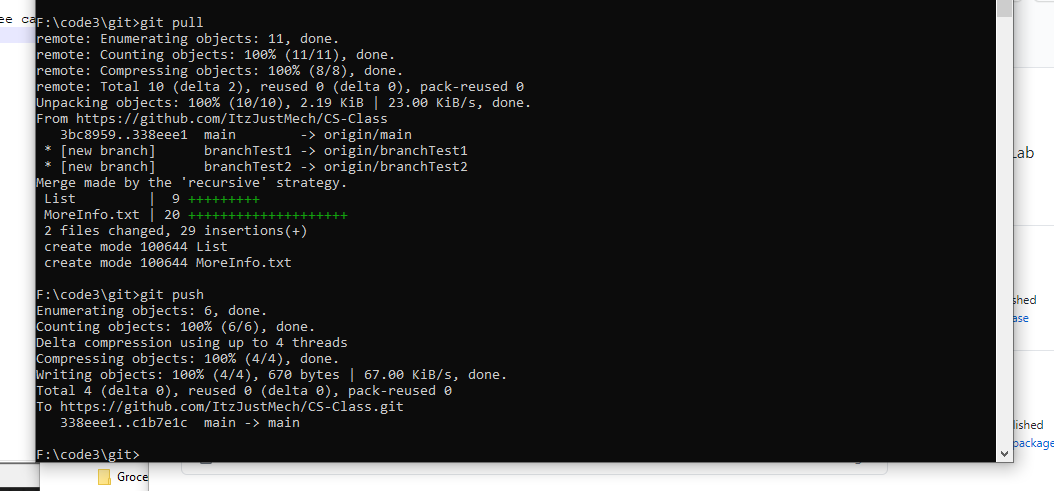 ee ca
F:\code3\git>git pull
remote: Enumerating objects: 11, done.
remote: Counting objects: 100% (11/11), done.
remote: Compressing objects: 100% (8/8), done.
remote: Total 10 (delta 2), reused 0 (delta 0), pack-reused 0
Unpacking objects: 100% (10/10), 2.19 KiB | 23.00 KiB/s, done.
From https://github.com/ItzJustMech/CS-Class
   3bc8959..338eee1  main       -> origin/main
 * [new branch]      branchTest1 -> origin/branchTest1
 * [new branch]      branchTest2 -> origin/branchTest2
Merge made by the 'recursive' strategy.
 List         |  9 +++++++++
 MoreInfo.txt | 20 ++++++++++++++++++++
 2 files changed, 29 insertions(+)
 create mode 100644 List
 create mode 100644 MoreInfo.txt
F:\code3\git>git push
Enumerating objects: 6, done.
Counting objects: 100% (6/6), done.
Delta compression using up to 4 threads
Compressing objects: 100% (4/4), done.
Writing objects: 100% (4/4), 670 bytes | 67.00 KiB/s, done.
Total 4 (delta 0), reused 0 (delta 0), pack-reused 0
To https://github.com/ItzJustMech/CS-Class.git
   338eee1..c1b7e1c  main -> main
F:\code3\git>
Lab
shed
ase
ished
package
Groce